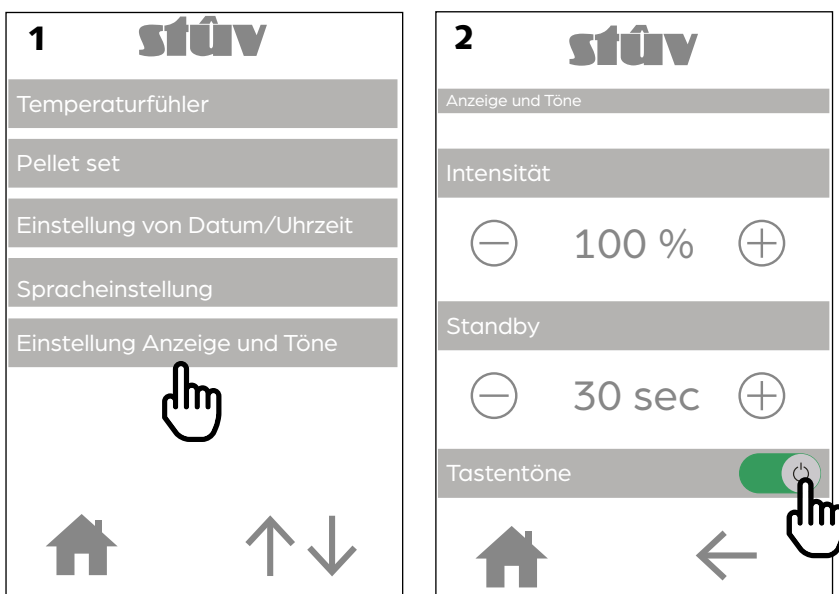 1
stûv
Temperaturfühler
Pellet set
Einstellung von Datum/Uhrzeit
Spracheinstellung
Einstellung Anzeige und Töne
2
stûv
Anzeige und Töne
Intensität
100 %
Standby
30 sec
Tastentöne